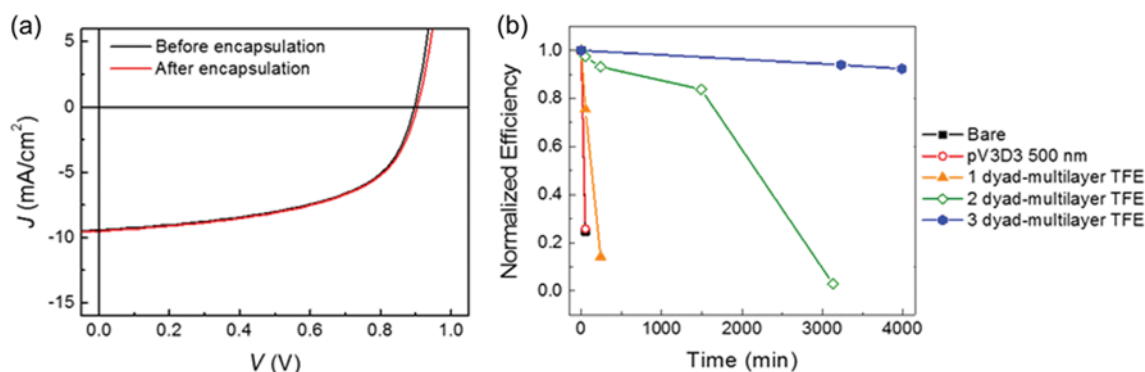 (a)
Before encapsulation
After encapsulation
5
0
-5
-10
-15
J (mA/cm²)
0.0 0.2 0.4 0.6 0.8 1.0
V (V)
(b)
1.0
0.8
0.6
0.4
0.2
0.0
Normalized Efficiency
0 1000 2000 3000 4000
Time (min)
Bare
pV3D3 500 nm
1 dyad-multilayer TFE
2 dyad-multilayer TFE
3 dyad-multilayer TFE